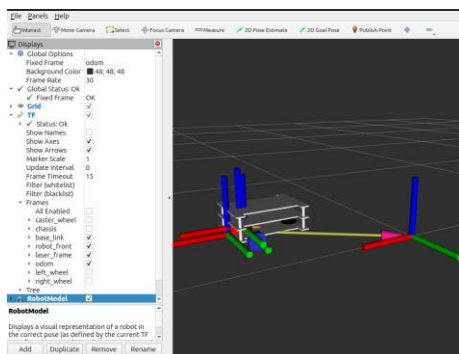 File Panels Help
Interact Move Camera Select Focus Camera Measure 2D Pose Estimate 2D Goal Pose Publish Point
Displays
Global Options
Fixed Frame odom
Background Color 48; 48; 48
Frame Rate 30
Global Status: Ok
Fixed Frame OK
Grid
TF
Status: Ok
Show Names
Show Axes
Show Arrows
Marker Scale 1
Update Interval 0
Frame Timeout 15
Filter (whitelist)
Filter (blacklist)
Frames
All Enabled
caster_wheel
chassis
base_link
robot_front
laser_frame
odom
left_wheel
right_wheel
Tree
RobotModel
RobotModel
Displays a visual representation of a robot in
the correct pose (as defined by the current TF
Add Duplicate Remove Rename